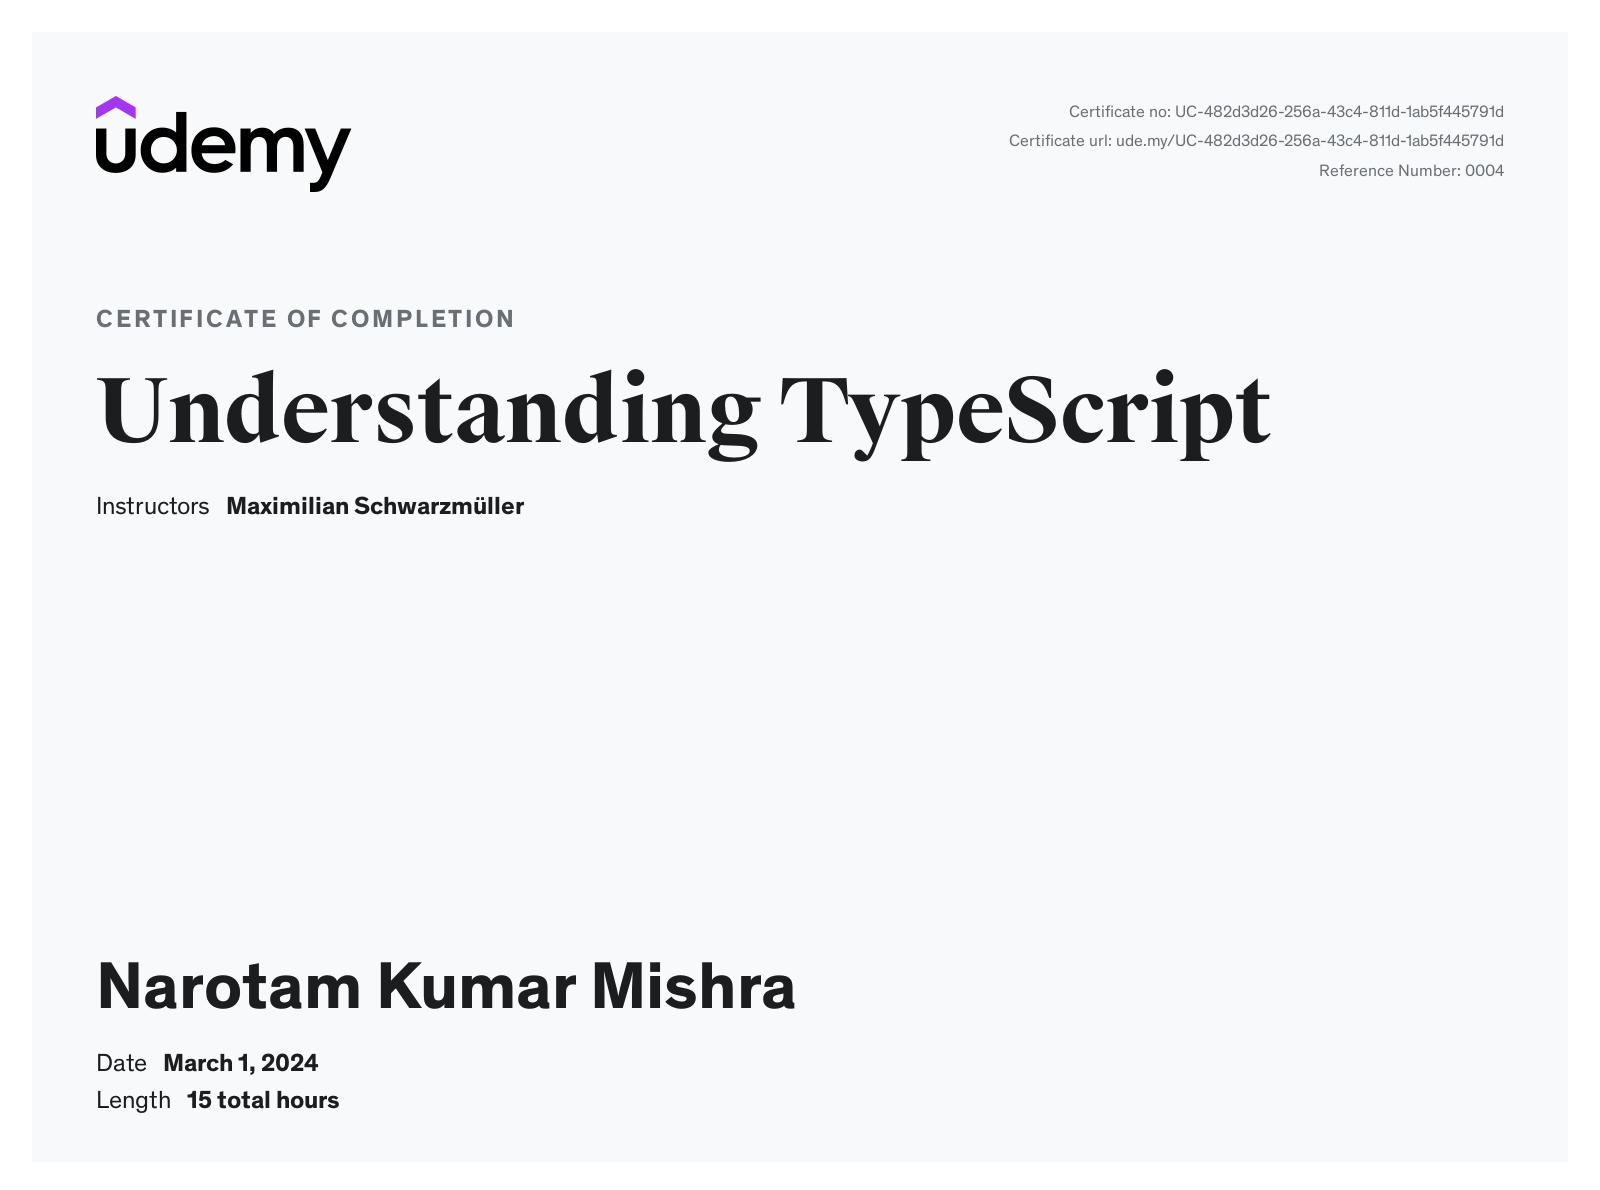 udemy
Certificate no: UC-482d3d26-256a-43c4-811d-1ab5f445791d
Certificate url: ude.my/UC-482d3d26-256a-43c4-811d-1ab5f445791d
Reference Number: 0004
CERTIFICATE OF COMPLETION
Understanding TypeScript
Instructors Maximilian Schwarzmüller
Narotam Kumar Mishra
Date March 1, 2024
Length 15 total hours